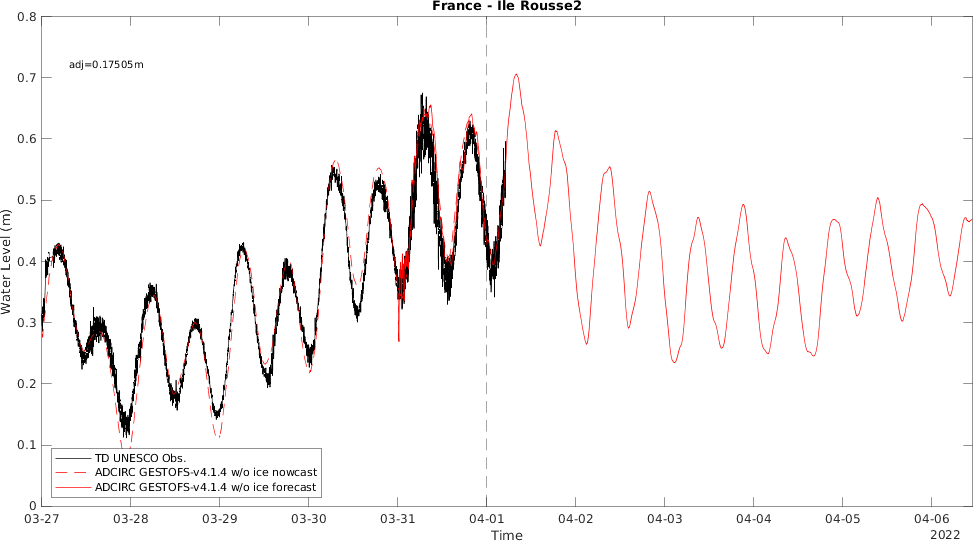 France - Ile Rousse2
adj=0.17505m
Water Level (m)
0.8
0.7
0.6
0.5
0.4
0.3
0.2
0.1
0
TD UNESCO Obs.
ADCIRC GESTOFS-v4.1.4 w/o ice nowcast
ADCIRC GESTOFS-v4.1.4 w/o ice forecast
03-27 03-28 03-29 03-30 03-31 04-01 04-02 04-03 04-04 04-05 04-06
Time
2022